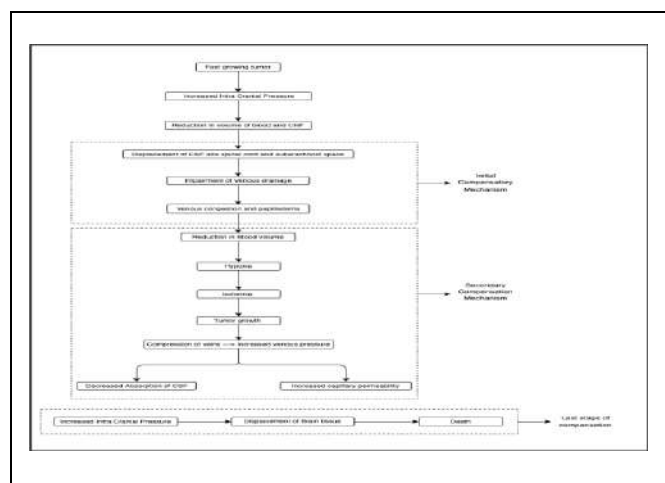 Fast growing tumor
Increased Intra Cranial Pressure
Reduction in volume of blood and CSF
Displacement of CSF into spinal cord and subarachnoid space
Impairment of venous drainage
Initial
Compensatory
Mechanism
Venous congestion and papilledema
Reduction in Blood volume
Hypoxia
Ischemia
Secondary
Compensation
Mechanism
Tumor growth
Compression of veins → Increased venous pressure
Decreased Absorption of CSF
Increased capillary permeability
Increased Intra Cranial Pressure
Displacement of Brain tissue
Death
Last stage of
compensation